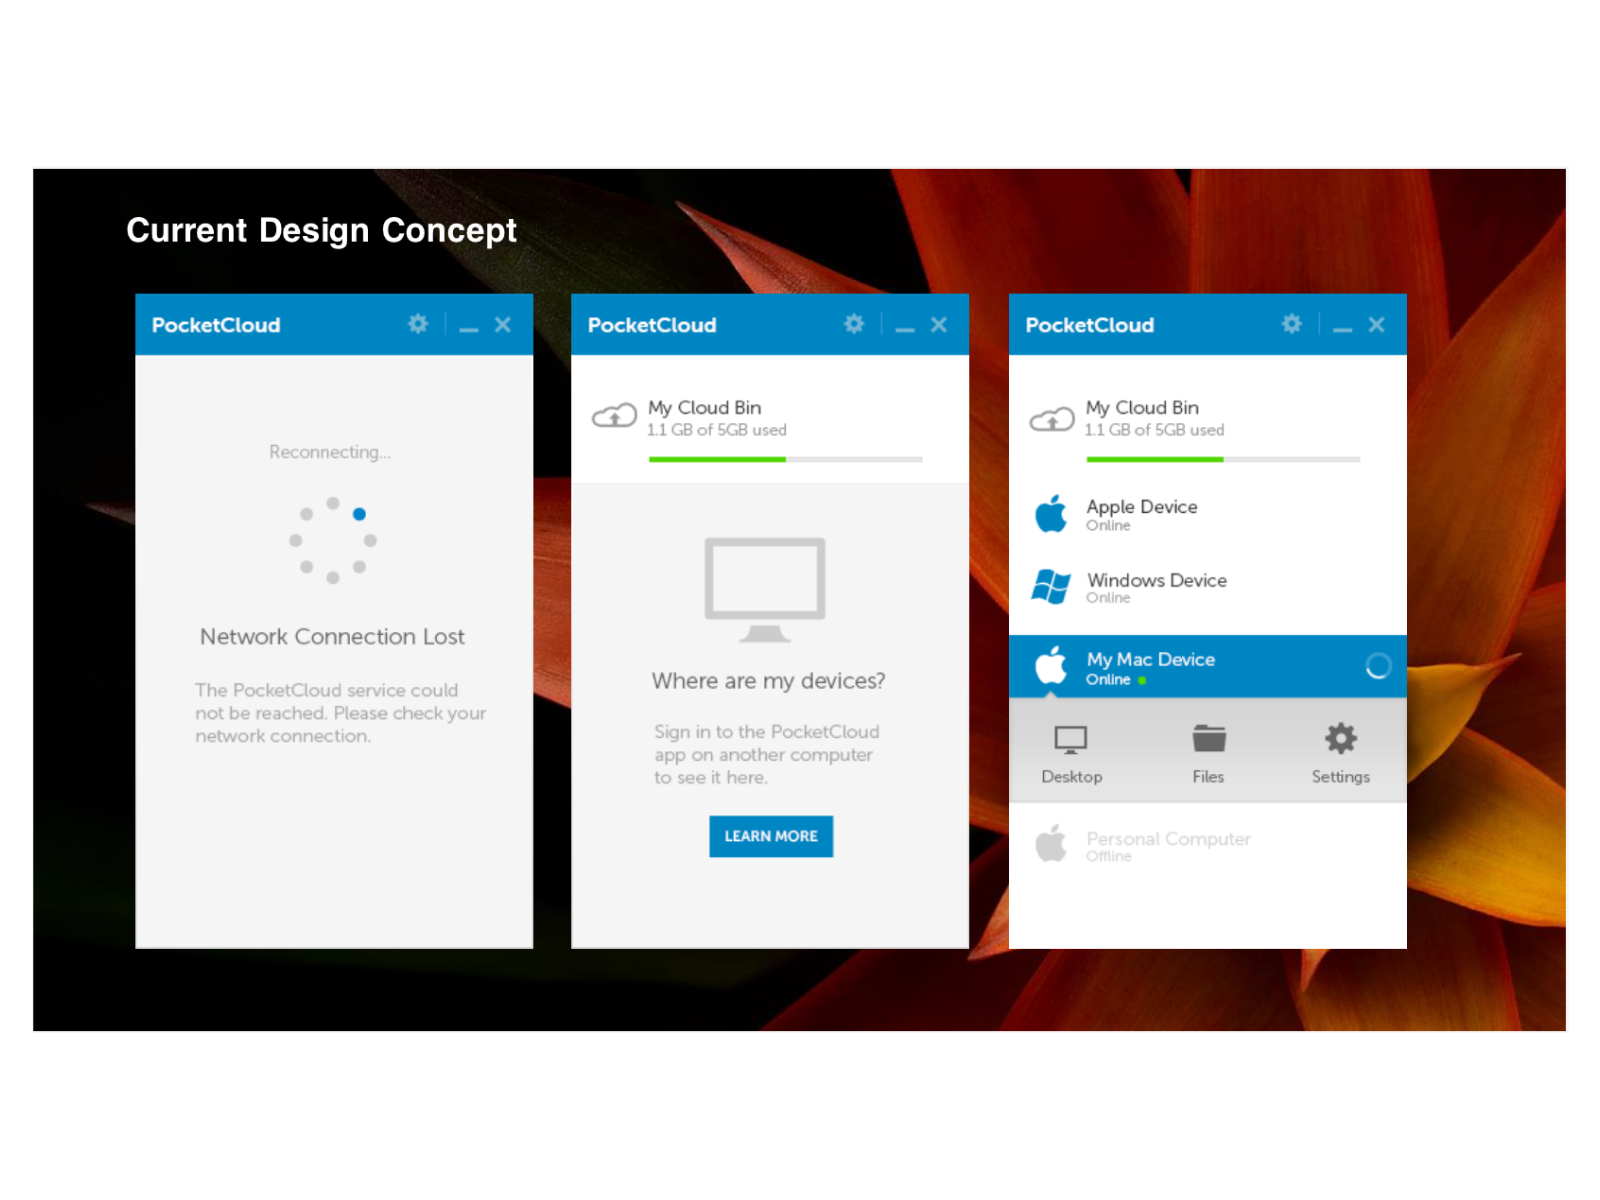 Current Design Concept
PocketCloud
Reconnecting...
Network Connection Lost
The PocketCloud service could
not be reached. Please check your
network connection.
PocketCloud
My Cloud Bin
1.1 GB of 5GB used
Where are my devices?
Sign in to the PocketCloud
app on another computer
to see it here.
LEARN MORE
PocketCloud
My Cloud Bin
1.1 GB of 5GB used
Apple Device
Online
Windows Device
Online
My Mac Device
Online
Desktop
Files
Settings
Personal Computer
Offline